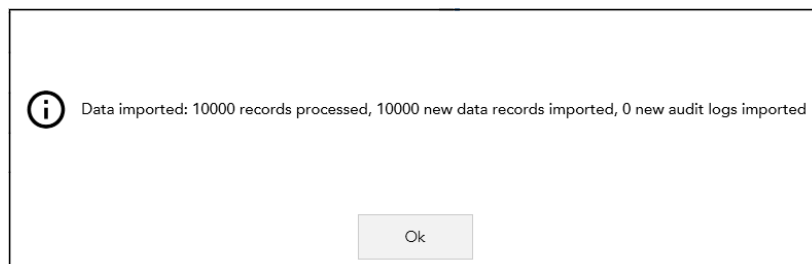 Data imported: 10000 records processed, 10000 new data records imported, 0 new audit logs imported
Ok